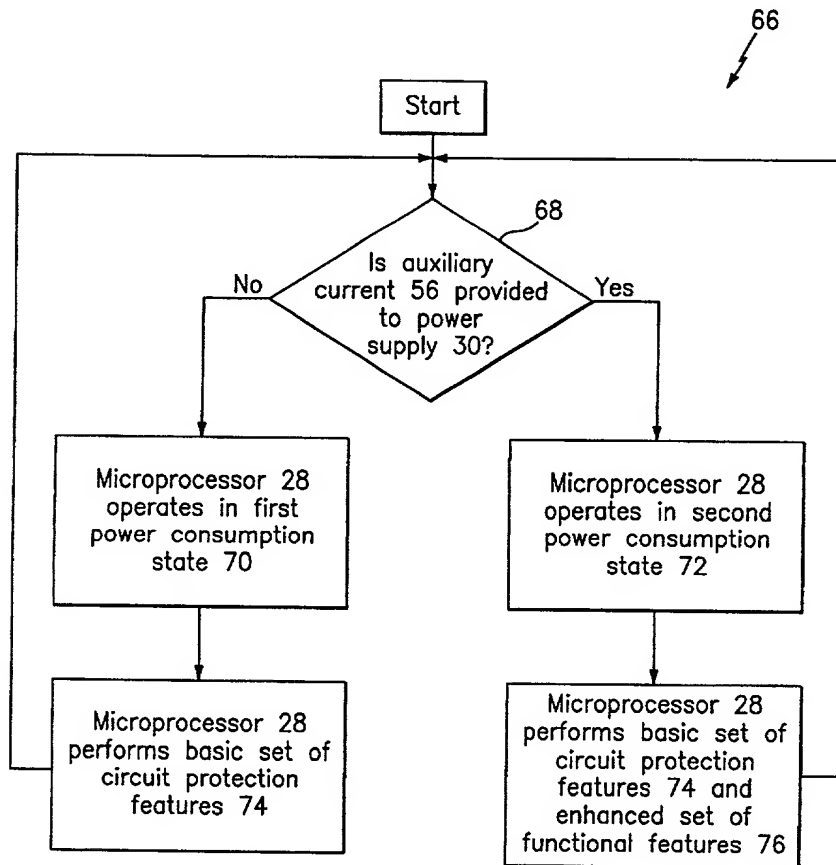 66
Start
68
Is auxiliary
current 56 provided
to power
supply 30?
No
Yes
Microprocessor 28
operates in first
power consumption
state 70
Microprocessor 28
operates in second
power consumption
state 72
Microprocessor 28
performs basic set of
circuit protection
features 74
Microprocessor 28
performs basic set of
circuit protection
features 74 and
enhanced set of
functional features 76